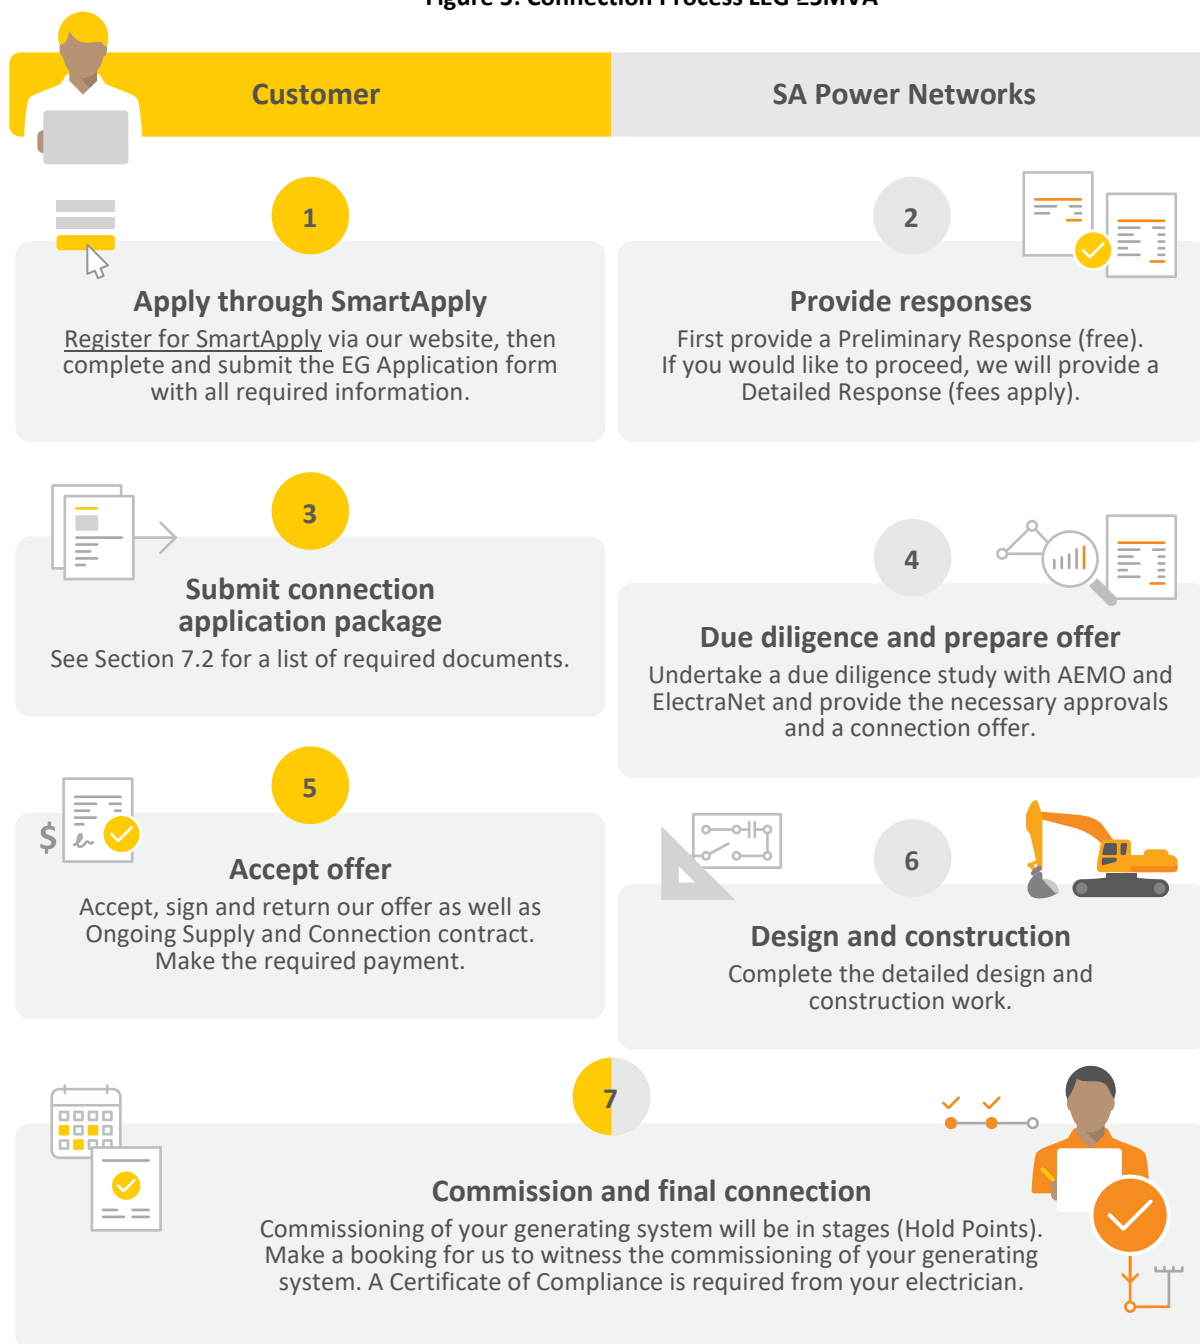 Figure 5: Connection Process LEG ≥5MVA
Customer
SA Power Networks
1
Apply through SmartApply
Register for SmartApply via our website, then
complete and submit the EG Application form
with all required information.
2
Provide responses
First provide a Preliminary Response (free).
If you would like to proceed, we will provide a
Detailed Response (fees apply).
3
Submit connection
application package
See Section 7.2 for a list of required documents.
4
Due diligence and prepare offer
Undertake a due diligence study with AEMO and
ElectraNet and provide the necessary approvals
and a connection offer.
5
$
Accept offer
Accept, sign and return our offer as well as
Ongoing Supply and Connection contract.
Make the required payment.
6
Design and construction
Complete the detailed design and
construction work.
7
Commission and final connection
Commissioning of your generating system will be in stages (Hold Points).
Make a booking for us to witness the commissioning of your generating
system. A Certificate of Compliance is required from your electrician.